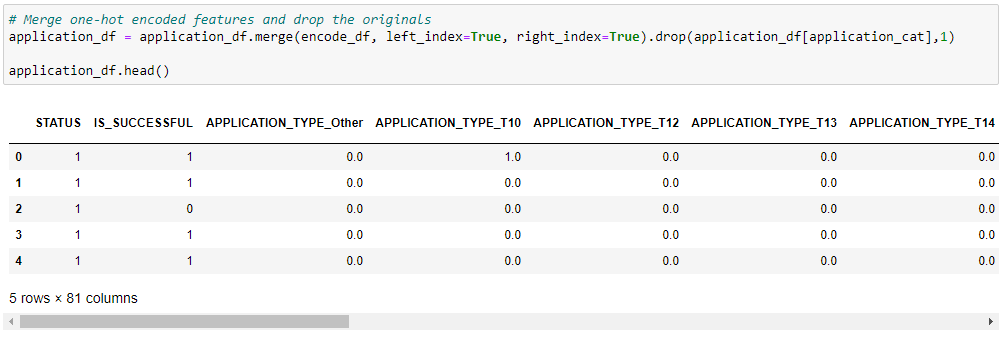 # Merge one-hot encoded features and drop the originals
application_df = application_df.merge(encode_df, left_index=True, right_index=True).drop(application_df[application_cat],1)
application_df.head()
STATUS IS_SUCCESSFUL APPLICATION_TYPE_Other APPLICATION_TYPE_T10 APPLICATION_TYPE_T12 APPLICATION_TYPE_T13 APPLICATION_TYPE_T14
0 1 1 0.0 1.0 0.0 0.0 0.0
1 1 1 0.0 0.0 0.0 0.0 0.0
2 1 0 0.0 0.0 0.0 0.0 0.0
3 1 1 0.0 0.0 0.0 0.0 0.0
4 1 1 0.0 0.0 0.0 0.0 0.0
5 rows × 81 columns